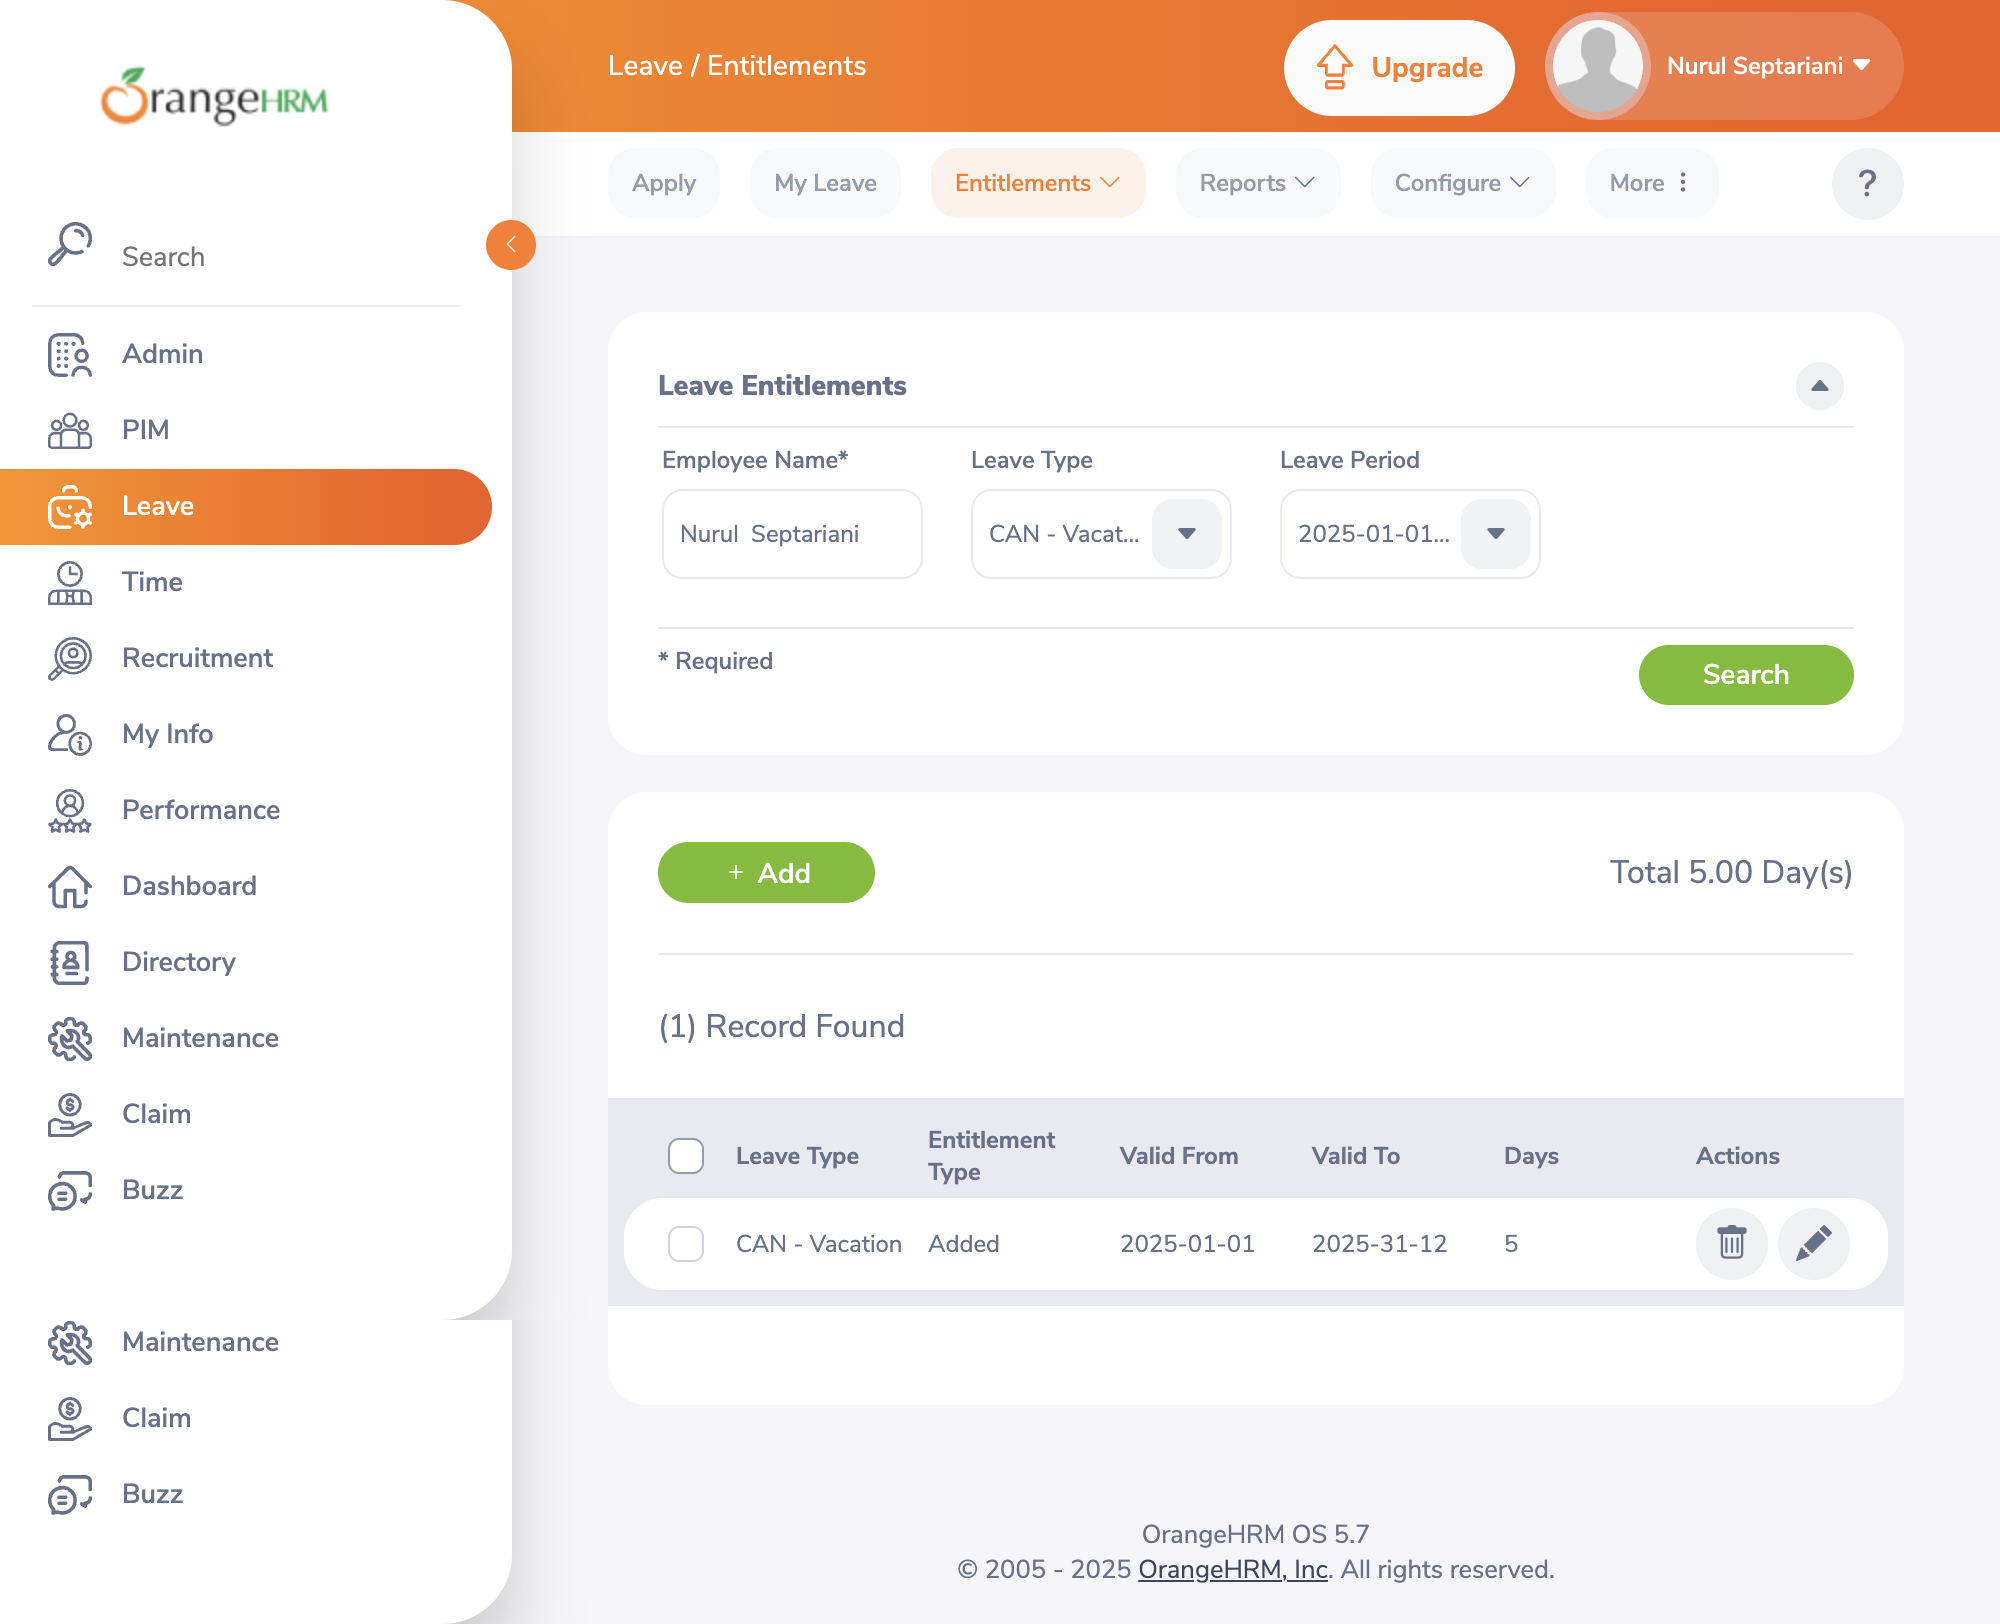 OrangeHRM
Search
Admin
PIM
Leave
Time
Recruitment
My Info
Performance
Dashboard
Directory
Maintenance
Claim
Buzz
Maintenance
Claim
Buzz
Leave / Entitlements
Upgrade
Nurul Septariani
Apply
My Leave
Entitlements
Reports
Configure
More
?
Leave Entitlements
Employee Name*
Leave Type
Leave Period
Nurul  Septariani
CAN - Vacat...
2025-01-01...
* Required
Search
+ Add
Total 5.00 Day(s)
(1) Record Found
Leave Type
Entitlement
Type
Valid From
Valid To
Days
Actions
CAN - Vacation
Added
2025-01-01
2025-31-12
5
OrangeHRM OS 5.7
© 2005 - 2025 OrangeHRM, Inc. All rights reserved.